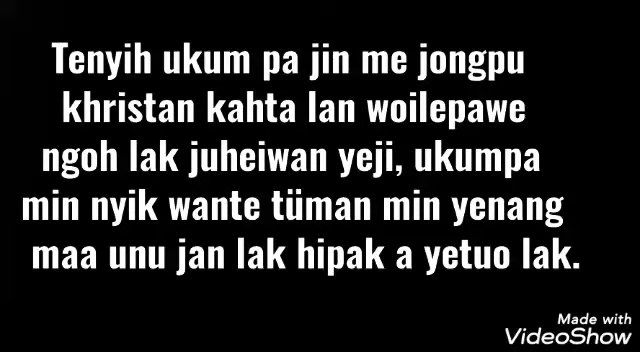 Tenyih ukum pa jin me jongpu
khristan kahta lan woilepawe
ngoh lak juheiwan yeji, ukumpa
min nyik wante tüman min yenang
maa unu jan lak hipak a yetuo lak.
Made with
VideoShow